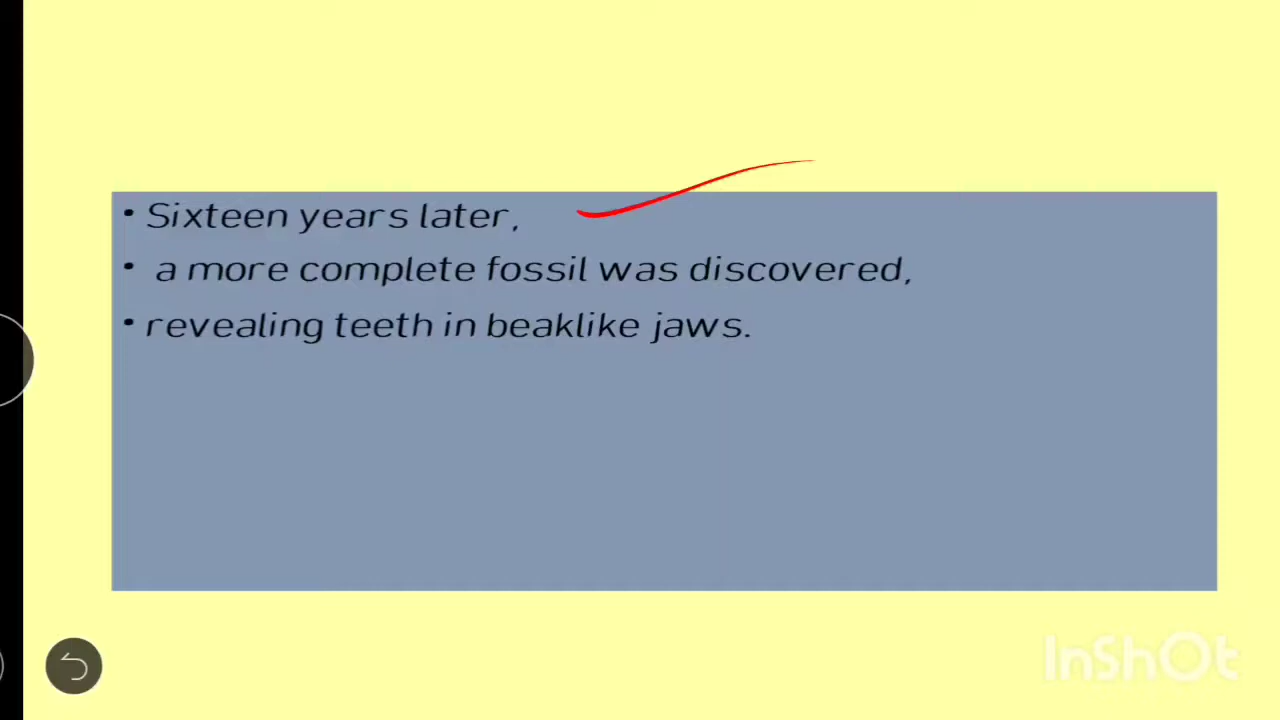 • Sixteen years later,
• a more complete fossil was discovered,
• revealing teeth in beaklike jaws.
InShOt